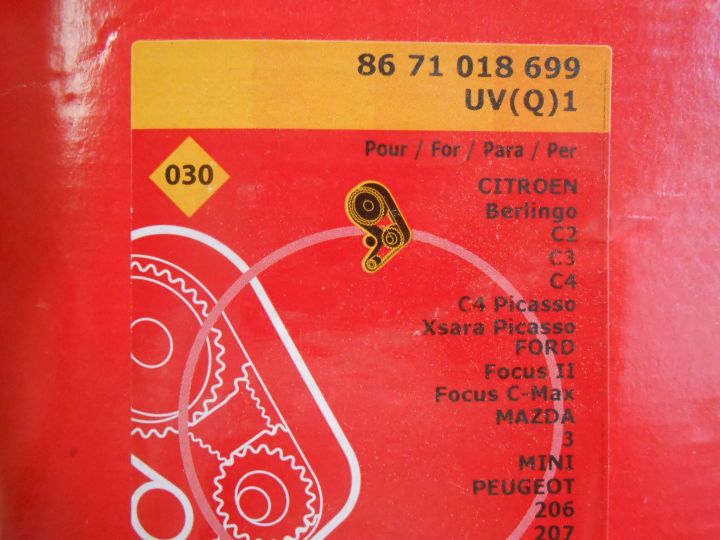 86 71 018 699
UV(Q)1
Pour / For / Para / Per
030
CITROEN
Berlingo
C2
C3
C4
C4 Picasso
Xsara Picasso
FORD
Focus II
Focus C-Max
MAZDA
3
MINI
PEUGEOT
206
207